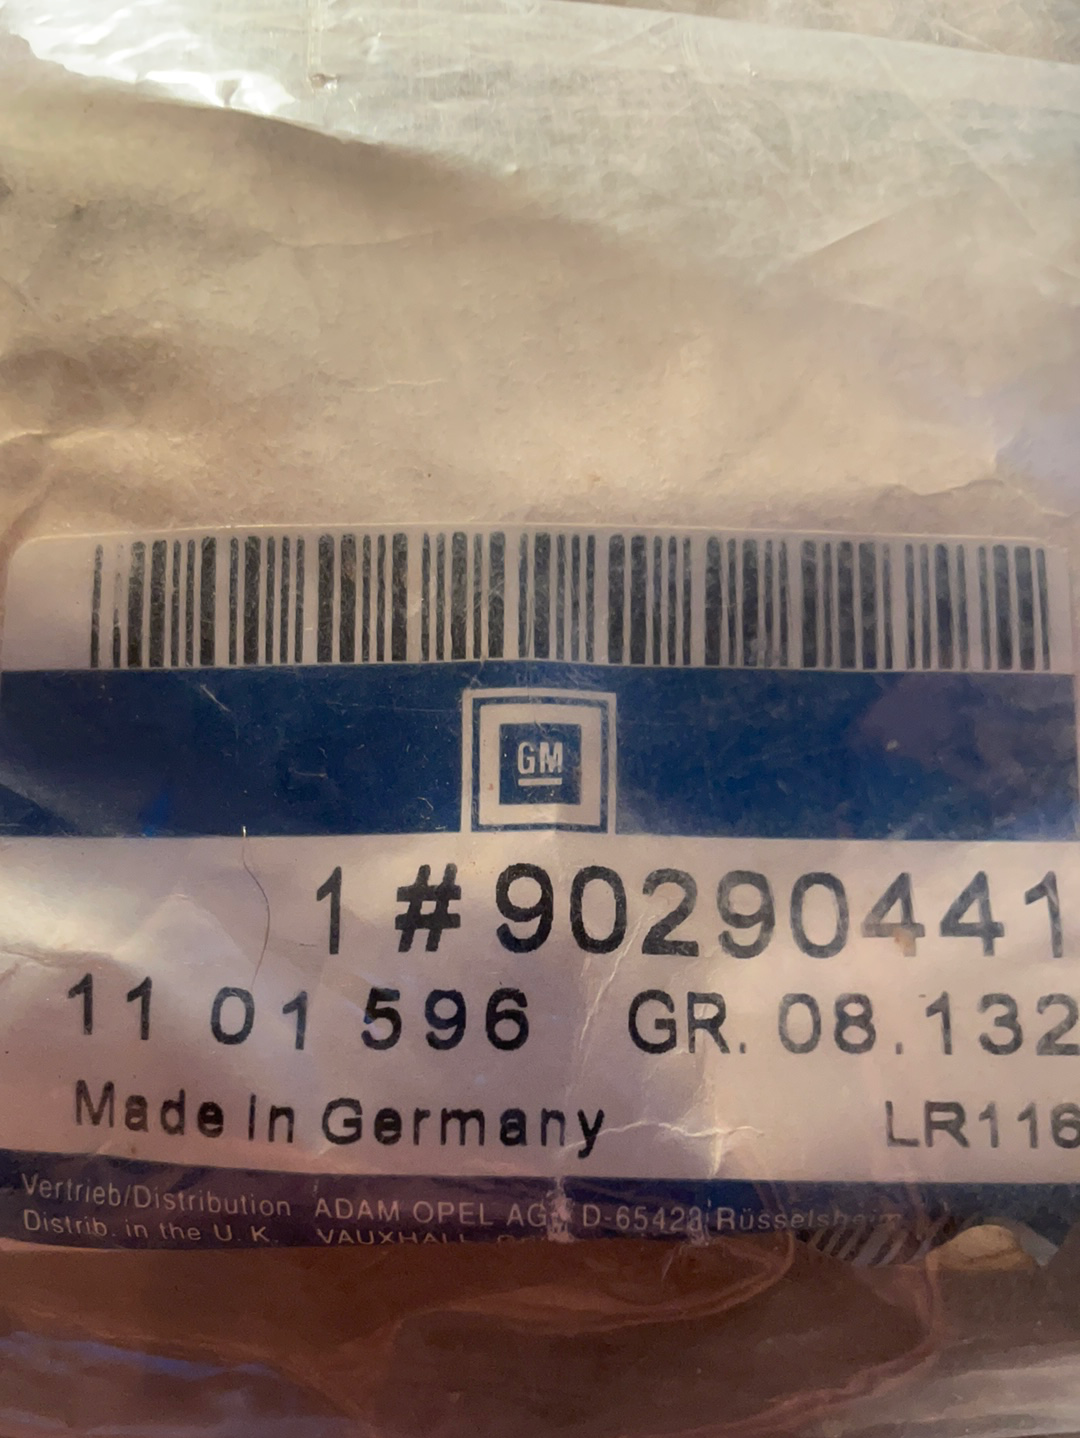 GM
1 # 90290441
11 01 596 GR. 08.132
Made In Germany LR116
Vertrieb/Distribution ADAM OPEL AG D-65423 Rüsselsheim
Distrib. in the U. K. VAUXHALL